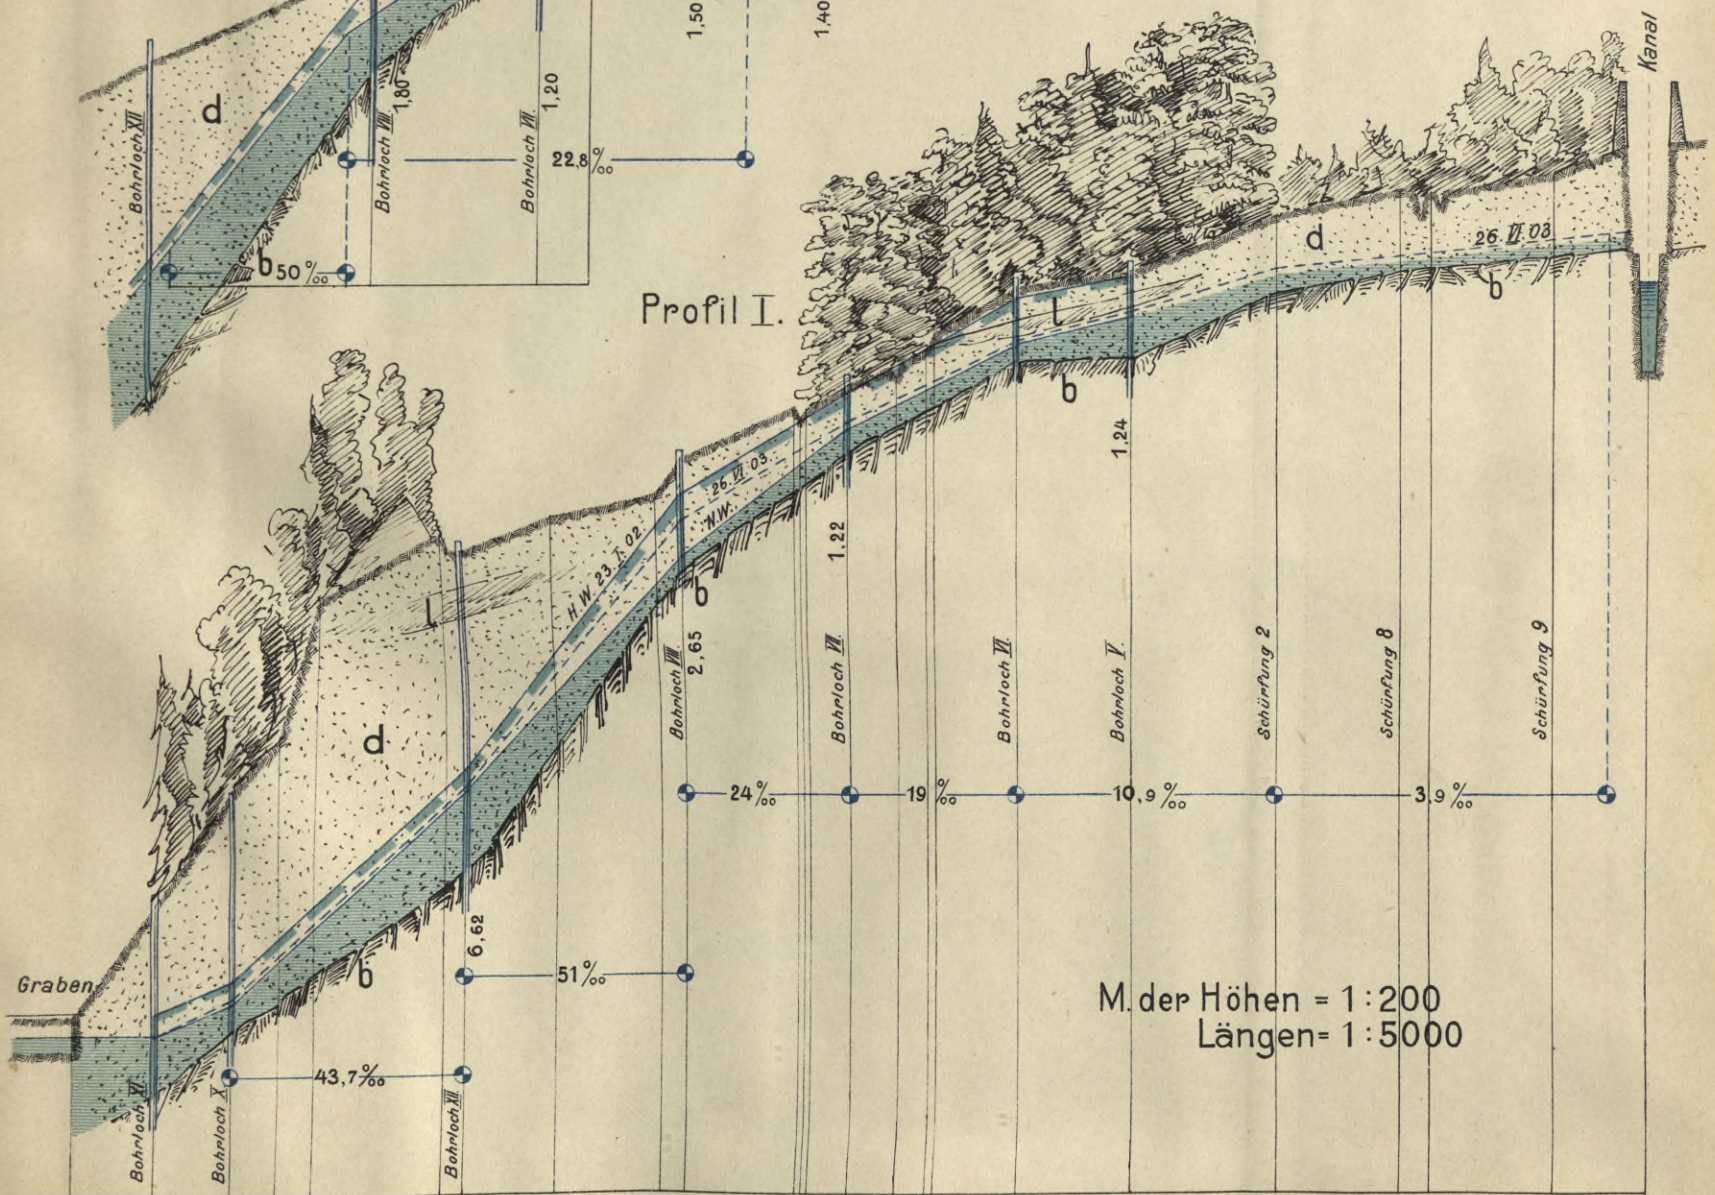 1,50
1,40
Kanal
d
Bohrloch XII
1,80
Bohrloch VIII
1,20
Bohrloch VII.
22,8‰
b
50‰
Profil I.
d
26. VI. 03
b
l
b
1,24
26. VI. 03.
N.W.
H.W. 23. I. 02
1,22
b
l
2,65
Bohrloch VIII
Bohrloch VII.
Bohrloch VI.
Bohrloch V.
Schürfung 2
Schürfung 8
Schürfung 9
d
24‰
19‰
10,9‰
3,9‰
6,62
51‰
b
Graben
M. der Höhen = 1:200
Längen = 1:5000
43,7‰
Bohrloch XI
Bohrloch X
Bohrloch XII